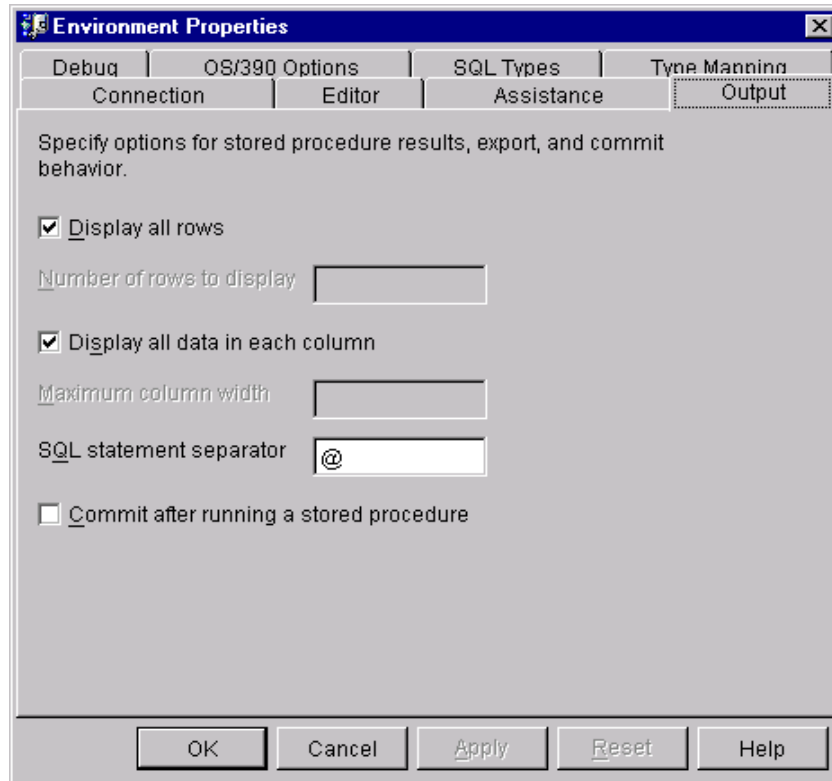 Environment Properties
Debug OS/390 Options SQL Types Type Mapping
Connection Editor Assistance Output
Specify options for stored procedure results, export, and commit
behavior.
Display all rows
Number of rows to display
Display all data in each column
Maximum column width
SQL statement separator @
Commit after running a stored procedure
OK Cancel Apply Reset Help